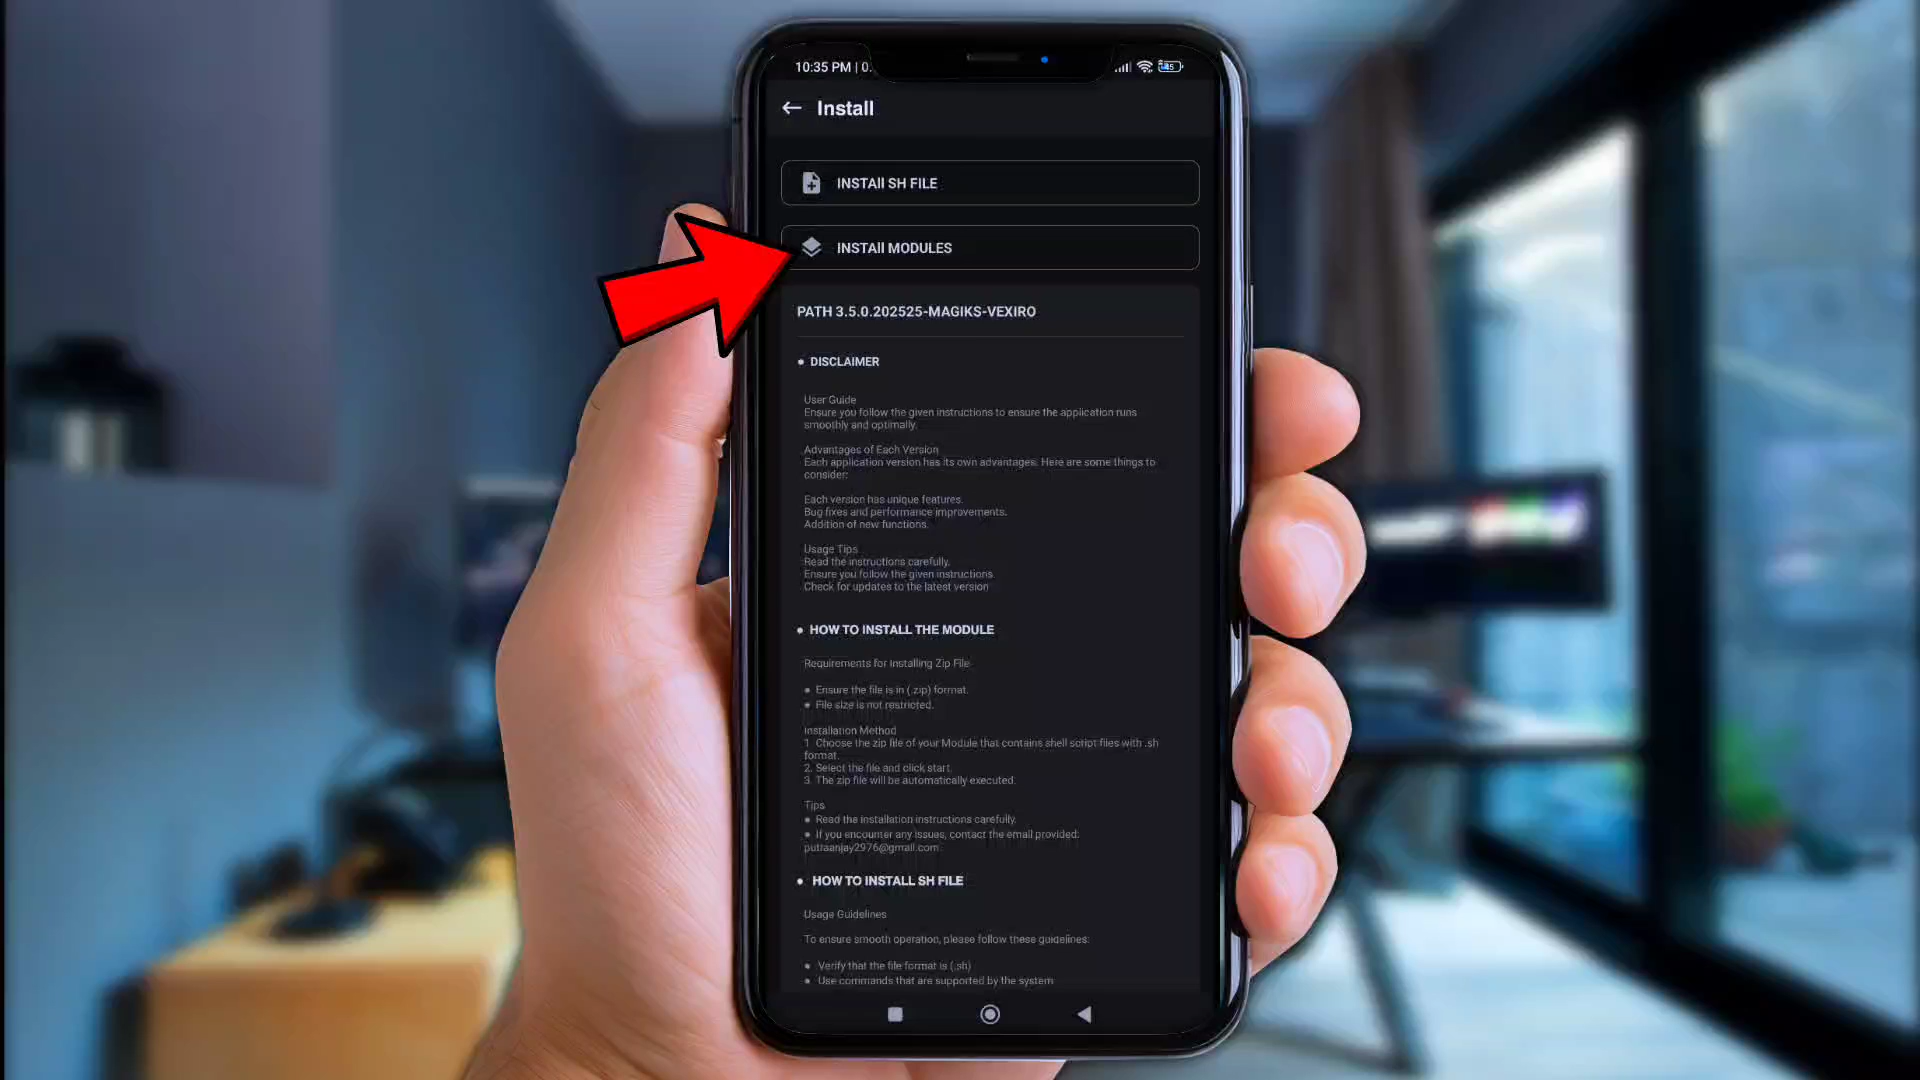 10:35 PM | 0.
45
Install
INSTAll SH FILE
INSTAll MODULES
PATH 3.5.0.202525-MAGIKS-VEXIRO
• DISCLAIMER
User Guide
Ensure you follow the given instructions to ensure the application runs
smoothly and optimally.
Advantages of Each Version
Each application version has its own advantages. Here are some things to
consider:
Each version has unique features.
Bug fixes and performance improvements.
Addition of new functions.
Usage Tips
Read the instructions carefully.
Ensure you follow the given instructions
Check for updates to the latest version
• HOW TO INSTALL THE MODULE
Requirements for Installing Zip File
• Ensure the file is in (.zip) format.
• File size is not restricted.
Installation Method
1. Choose the zip file of your Module that contains shell script files with .sh
format.
2. Select the file and click start.
3. The zip file will be automatically executed.
Tips
• Read the installation instructions carefully.
• If you encounter any issues, contact the email provided:
putraanjay2976@gmail.com
• HOW TO INSTALL SH FILE
Usage Guidelines
To ensure smooth operation, please follow these guidelines:
• Verify that the file format is (.sh)
• Use commands that are supported by the system